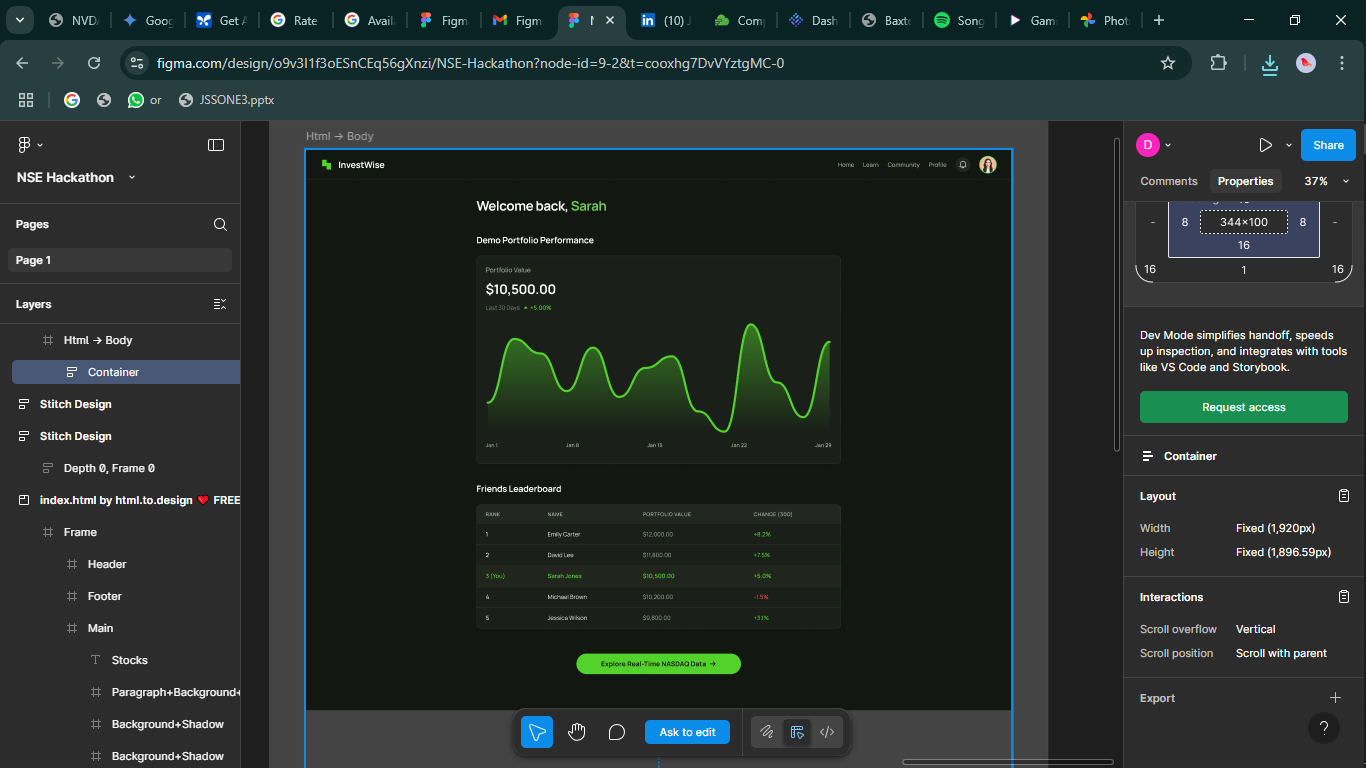 NVDA
Goog
Get A
Rate
Avail
Figm
Figm
N
(10) J
Comp
Dash
Baxte
Song
Gam
Phot
figma.com/design/o9v3I1f3oESnCEq56gXnzi/NSE-Hackathon?node-id=9-2&t=cooxhg7DvVYztgMC-0
or
JSSONE3.pptx
NSE Hackathon
Pages
Page 1
Layers
Html → Body
Container
Stitch Design
Stitch Design
Depth 0, Frame 0
index.html by html.to.design ❤️ FREE
Frame
Header
Footer
Main
Stocks
Paragraph+Background+
Background+Shadow
Background+Shadow
Html → Body
InvestWise
Home Learn Community Profile
Welcome back, Sarah
Demo Portfolio Performance
Portfolio Value
$10,500.00
Last 30 Days +5.00%
Jan 1 Jan 8 Jan 15 Jan 22 Jan 29
Friends Leaderboard
RANK NAME PORTFOLIO VALUE CHANGE (30D)
1 Emily Carter $12,000.00 +8.2%
2 David Lee $11,800.00 +7.5%
3 (You) Sarah Jones $10,500.00 +5.0%
4 Michael Brown $10,200.00 -1.5%
5 Jessica Wilson $9,800.00 +3.1%
Explore Real-Time NASDAQ Data →
Ask to edit
D
Share
Comments
Properties
37%
- 8 344×100 8 -
16
16 1 16
Dev Mode simplifies handoff, speeds
up inspection, and integrates with tools
like VS Code and Storybook.
Request access
Container
Layout
Width Fixed (1,920px)
Height Fixed (1,896.59px)
Interactions
Scroll overflow Vertical
Scroll position Scroll with parent
Export
?